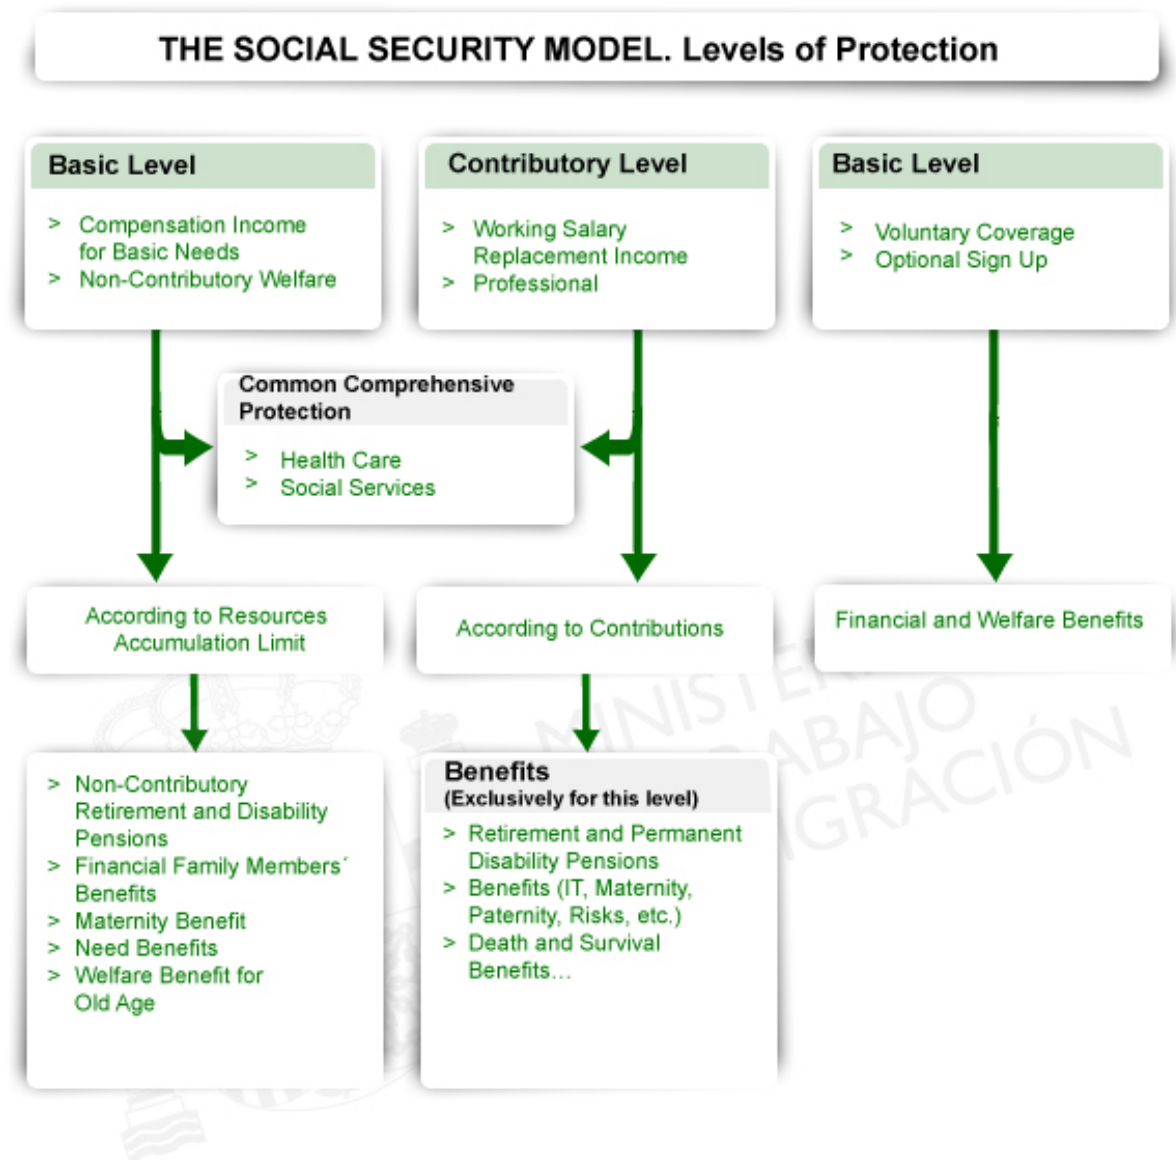 THE SOCIAL SECURITY MODEL. Levels of Protection
Basic Level
> Compensation Income
for Basic Needs
> Non-Contributory Welfare
Contributory Level
> Working Salary
Replacement Income
> Professional
Basic Level
> Voluntary Coverage
> Optional Sign Up
Common Comprehensive
Protection
> Health Care
> Social Services
According to Resources
Accumulation Limit
According to Contributions
Financial and Welfare Benefits
> Non-Contributory
Retirement and Disability
Pensions
> Financial Family Members´
Benefits
> Maternity Benefit
> Need Benefits
> Welfare Benefit for
Old Age
Benefits
(Exclusively for this level)
> Retirement and Permanent
Disability Pensions
> Benefits (IT, Maternity,
Paternity, Risks, etc.)
> Death and Survival
Benefits...